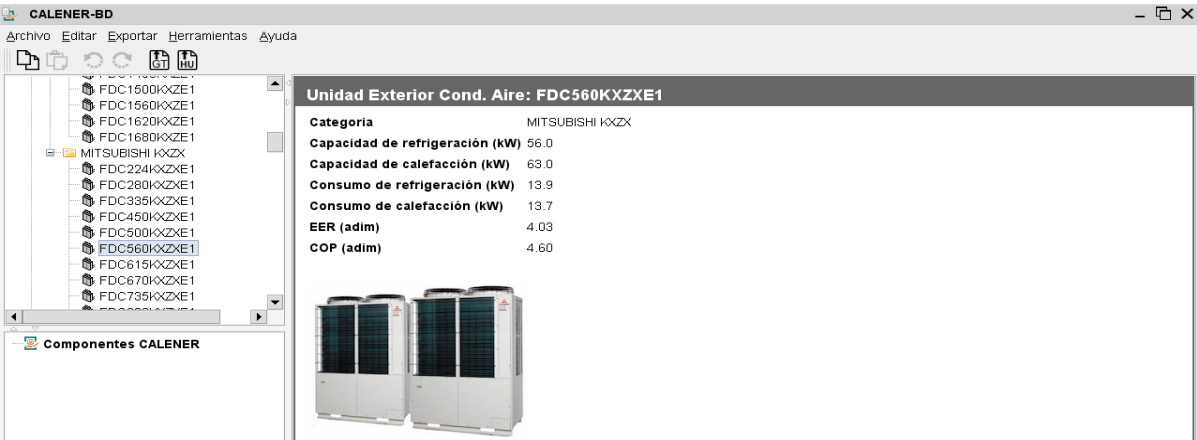 CALENER-BD
Archivo Editar Exportar Herramientas Ayuda
GT HU
FDC1500KXZE1
FDC1560KXZE1
FDC1620KXZE1
FDC1680KXZE1
MITSUBISHI KXZX
FDC224KXZXE1
FDC280KXZXE1
FDC335KXZXE1
FDC450KXZXE1
FDC500KXZXE1
FDC560KXZXE1
FDC615KXZXE1
FDC670KXZXE1
FDC735KXZXE1
Componentes CALENER
Unidad Exterior Cond. Aire: FDC560KXZXE1
Categoria MITSUBISHI KXZX
Capacidad de refrigeración (kW) 56.0
Capacidad de calefacción (kW) 63.0
Consumo de refrigeración (kW) 13.9
Consumo de calefacción (kW) 13.7
EER (adim) 4.03
COP (adim) 4.60